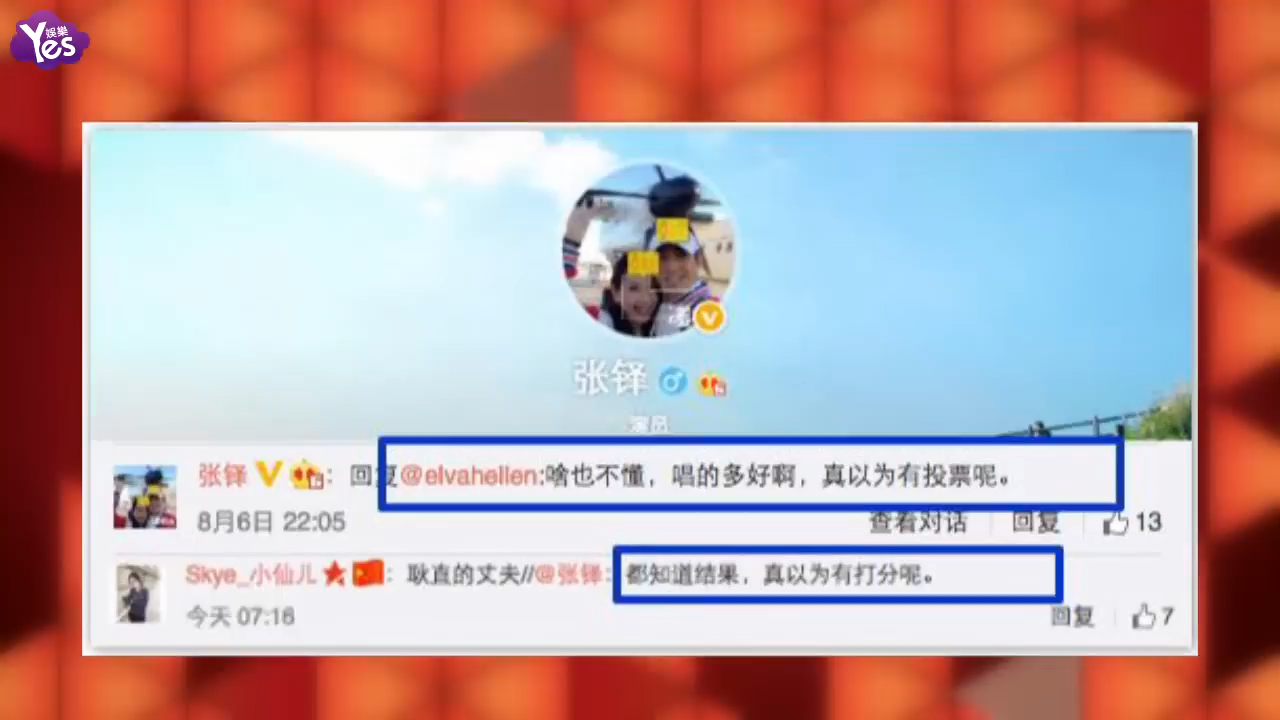 娛樂
Yes
张铎
演员
张铎: 回复@elvahellen:啥也不懂，唱的多好啊，真以为有投票呢。
8月6日 22:05 查看对话 回复 13
Skye_小仙儿: 耿直的丈夫//@张铎: 都知道结果，真以为有打分呢。
今天 07:16 回复 7